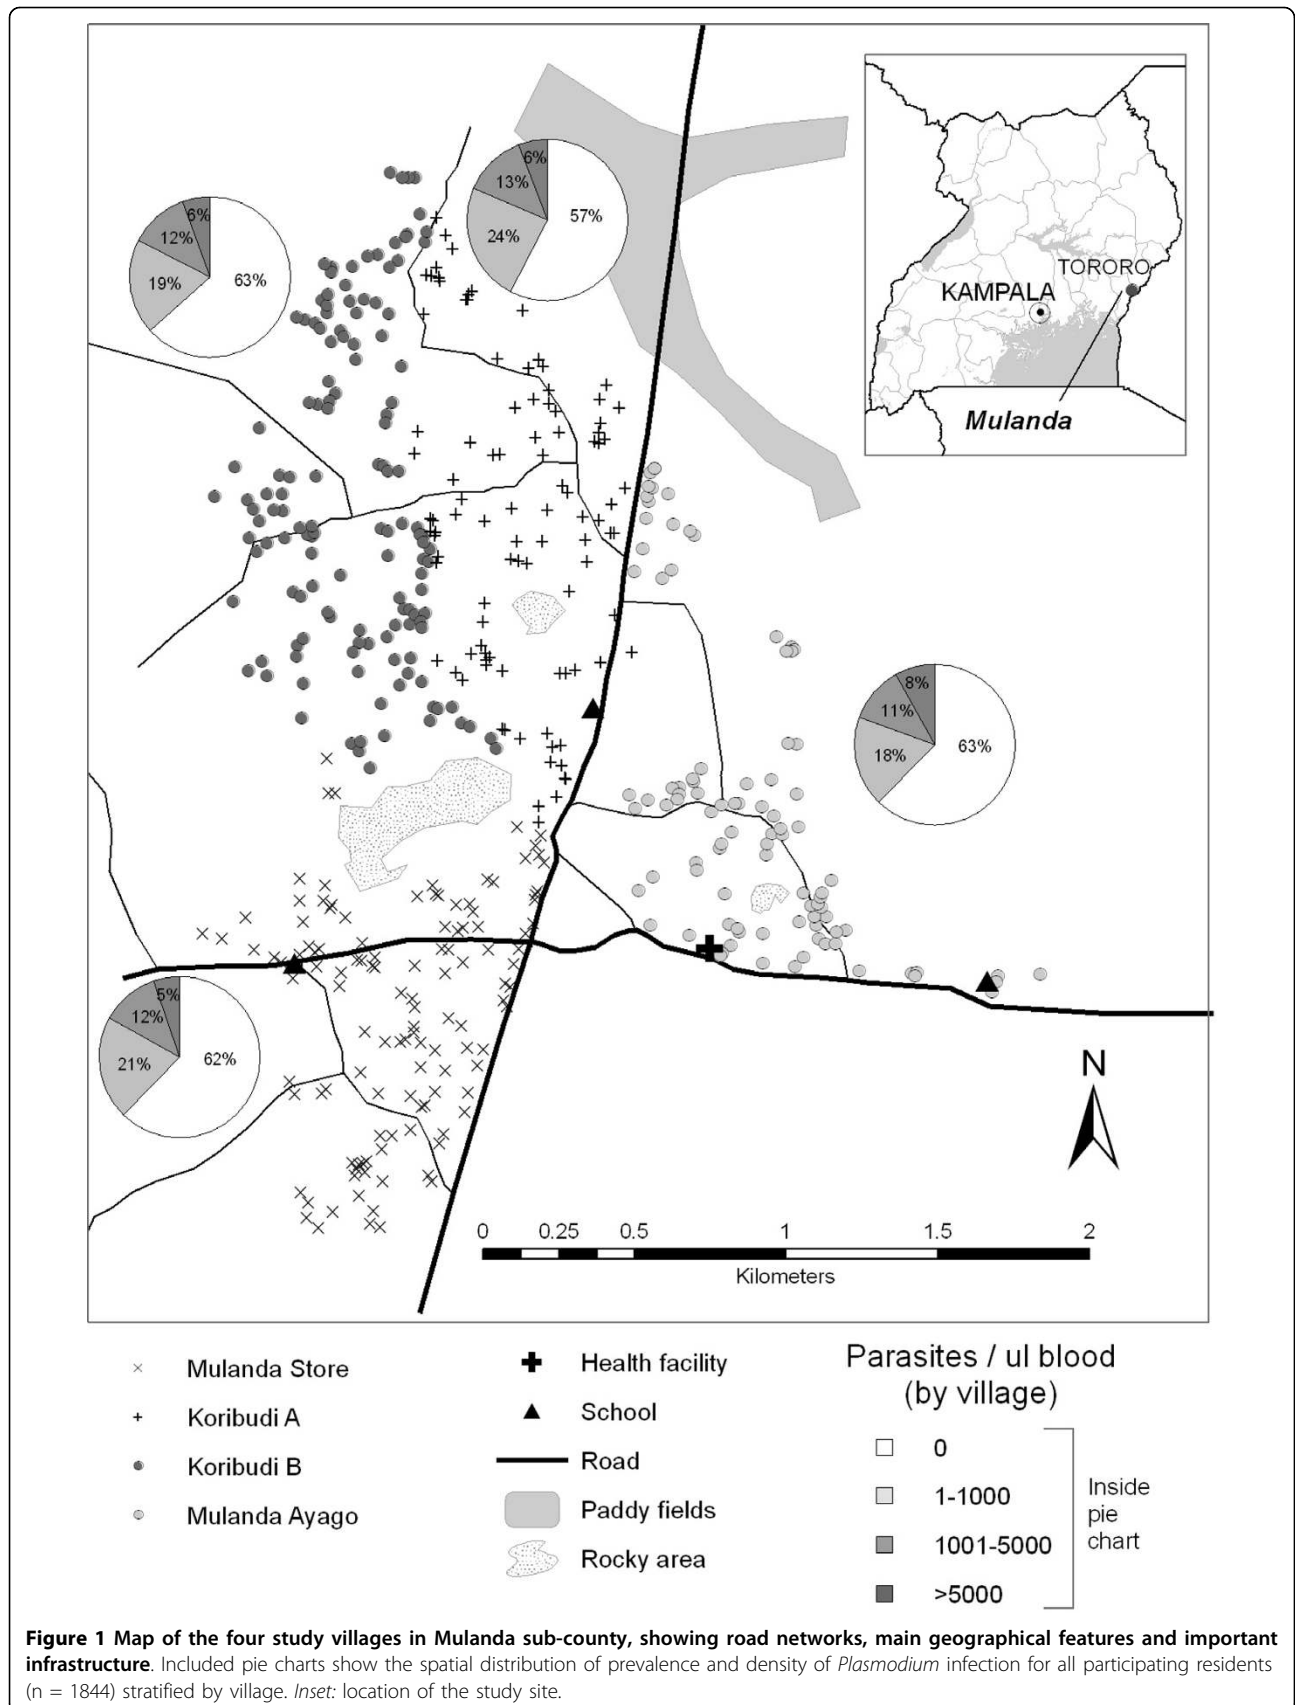 6%
13%
57%
24%
6%
12%
19%
63%
TORORO
KAMPALA
Mulanda
8%
11%
18%
63%
5%
12%
21%
62%
N
0 0.25 0.5 1 1.5 2
Kilometers
Mulanda Store
Koribudi A
Koribudi B
Mulanda Ayago
Health facility
School
Road
Paddy fields
Rocky area
Parasites / ul blood
(by village)
0
1-1000
1001-5000
>5000
Inside
pie
chart
Figure 1 Map of the four study villages in Mulanda sub-county, showing road networks, main geographical features and important
infrastructure. Included pie charts show the spatial distribution of prevalence and density of Plasmodium infection for all participating residents
(n = 1844) stratified by village. Inset: location of the study site.